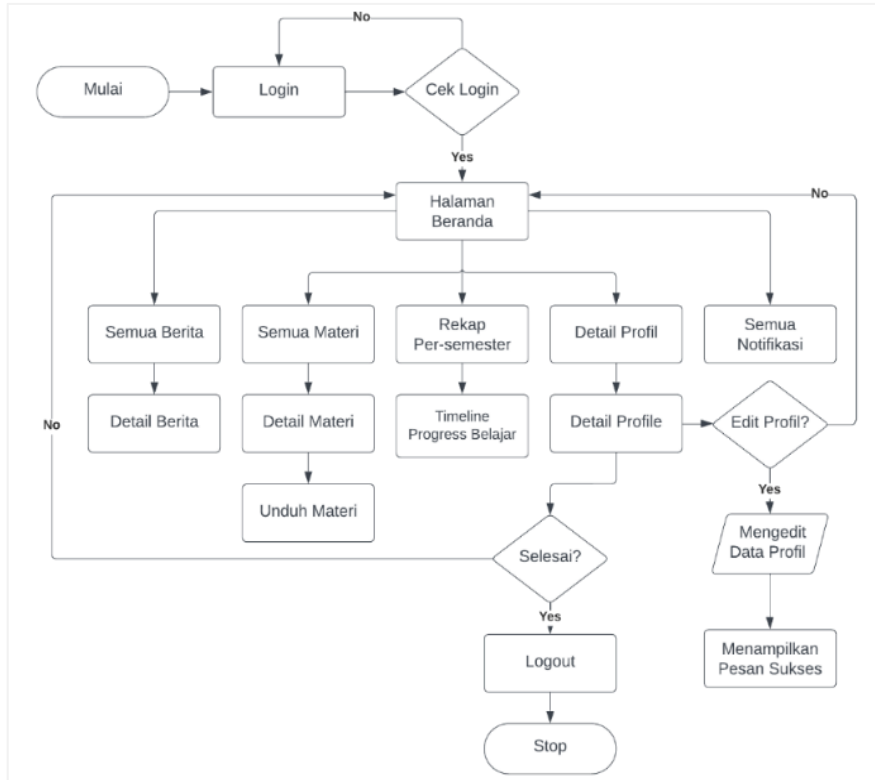 No
Mulai
Login
Cek Login
Yes
Halaman
Beranda
No
Semua Berita
Semua Materi
Rekap
Per-semester
Detail Profil
Semua
Notifikasi
No
Detail Berita
Detail Materi
Timeline
Progress Belajar
Detail Profile
Edit Profil?
Yes
Unduh Materi
Mengedit
Data Profil
Selesai?
Yes
Logout
Menampilkan
Pesan Sukses
Stop